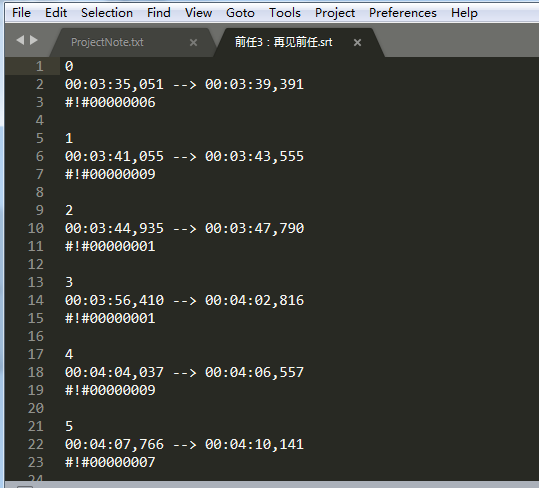 File Edit Selection Find View Goto Tools Project Preferences Help
ProjectNote.txt × 前任3：再见前任.srt ×
1 0
2 00:03:35,051 --> 00:03:39,391
3 #!#00000006
4
5 1
6 00:03:41,055 --> 00:03:43,555
7 #!#00000009
8
9 2
10 00:03:44,935 --> 00:03:47,790
11 #!#00000001
12
13 3
14 00:03:56,410 --> 00:04:02,816
15 #!#00000001
16
17 4
18 00:04:04,037 --> 00:04:06,557
19 #!#00000009
20
21 5
22 00:04:07,766 --> 00:04:10,141
23 #!#00000007
24